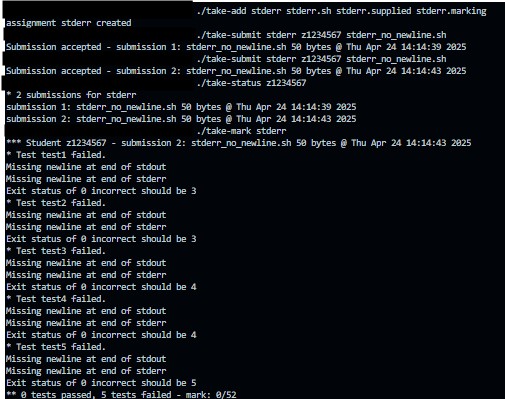 ./take-add stderr stderr.sh stderr.supplied stderr.marking
assignment stderr created
./take-submit stderr z1234567 stderr_no_newline.sh
Submission accepted - submission 1: stderr_no_newline.sh 50 bytes @ Thu Apr 24 14:14:39 2025
./take-submit stderr z1234567 stderr_no_newline.sh
Submission accepted - submission 2: stderr_no_newline.sh 50 bytes @ Thu Apr 24 14:14:43 2025
./take-status z1234567
* 2 submissions for stderr
submission 1: stderr_no_newline.sh 50 bytes @ Thu Apr 24 14:14:39 2025
submission 2: stderr_no_newline.sh 50 bytes @ Thu Apr 24 14:14:43 2025
./take-mark stderr
*** Student z1234567 - submission 2: stderr_no_newline.sh 50 bytes @ Thu Apr 24 14:14:43 2025
* Test test1 failed.
Missing newline at end of stdout
Missing newline at end of stderr
Exit status of 0 incorrect should be 3
* Test test2 failed.
Missing newline at end of stdout
Missing newline at end of stderr
Exit status of 0 incorrect should be 3
* Test test3 failed.
Missing newline at end of stdout
Missing newline at end of stderr
Exit status of 0 incorrect should be 4
* Test test4 failed.
Missing newline at end of stdout
Missing newline at end of stderr
Exit status of 0 incorrect should be 4
* Test test5 failed.
Missing newline at end of stdout
Missing newline at end of stderr
Exit status of 0 incorrect should be 5
** 0 tests passed, 5 tests failed - mark: 0/52